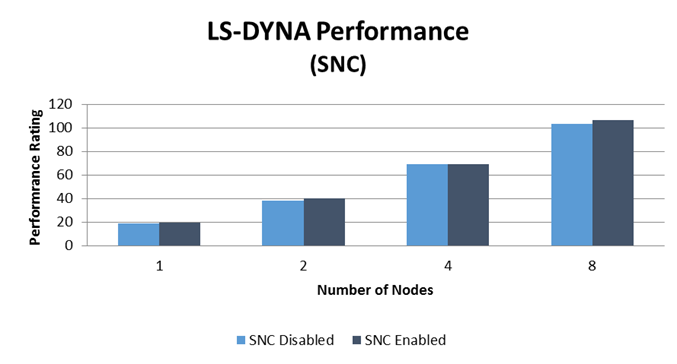 LS-DYNA Performance
(SNC)
Performrance Rating
120
100
80
60
40
20
0
1 2 4 8
Number of Nodes
SNC Disabled SNC Enabled